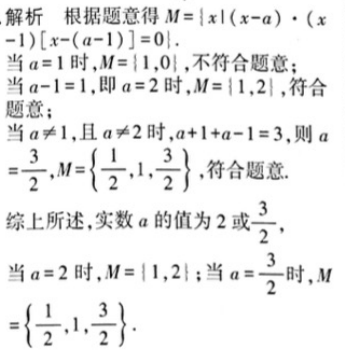 解析 根据题意得 M={x|(x-a)·(x
-1)[x-(a-1)]=0}.
当 a=1 时,M={1,0},不符合题意;
当 a-1=1,即 a=2 时,M={1,2},符合
题意;
当 a≠1,且 a≠2 时,a+1+a-1=3,则 a
=3/2,M={1/2,1,3/2},符合题意.
综上所述,实数 a 的值为 2 或3/2,
当 a=2 时,M={1,2};当 a=3/2时,M
={1/2,1,3/2}.